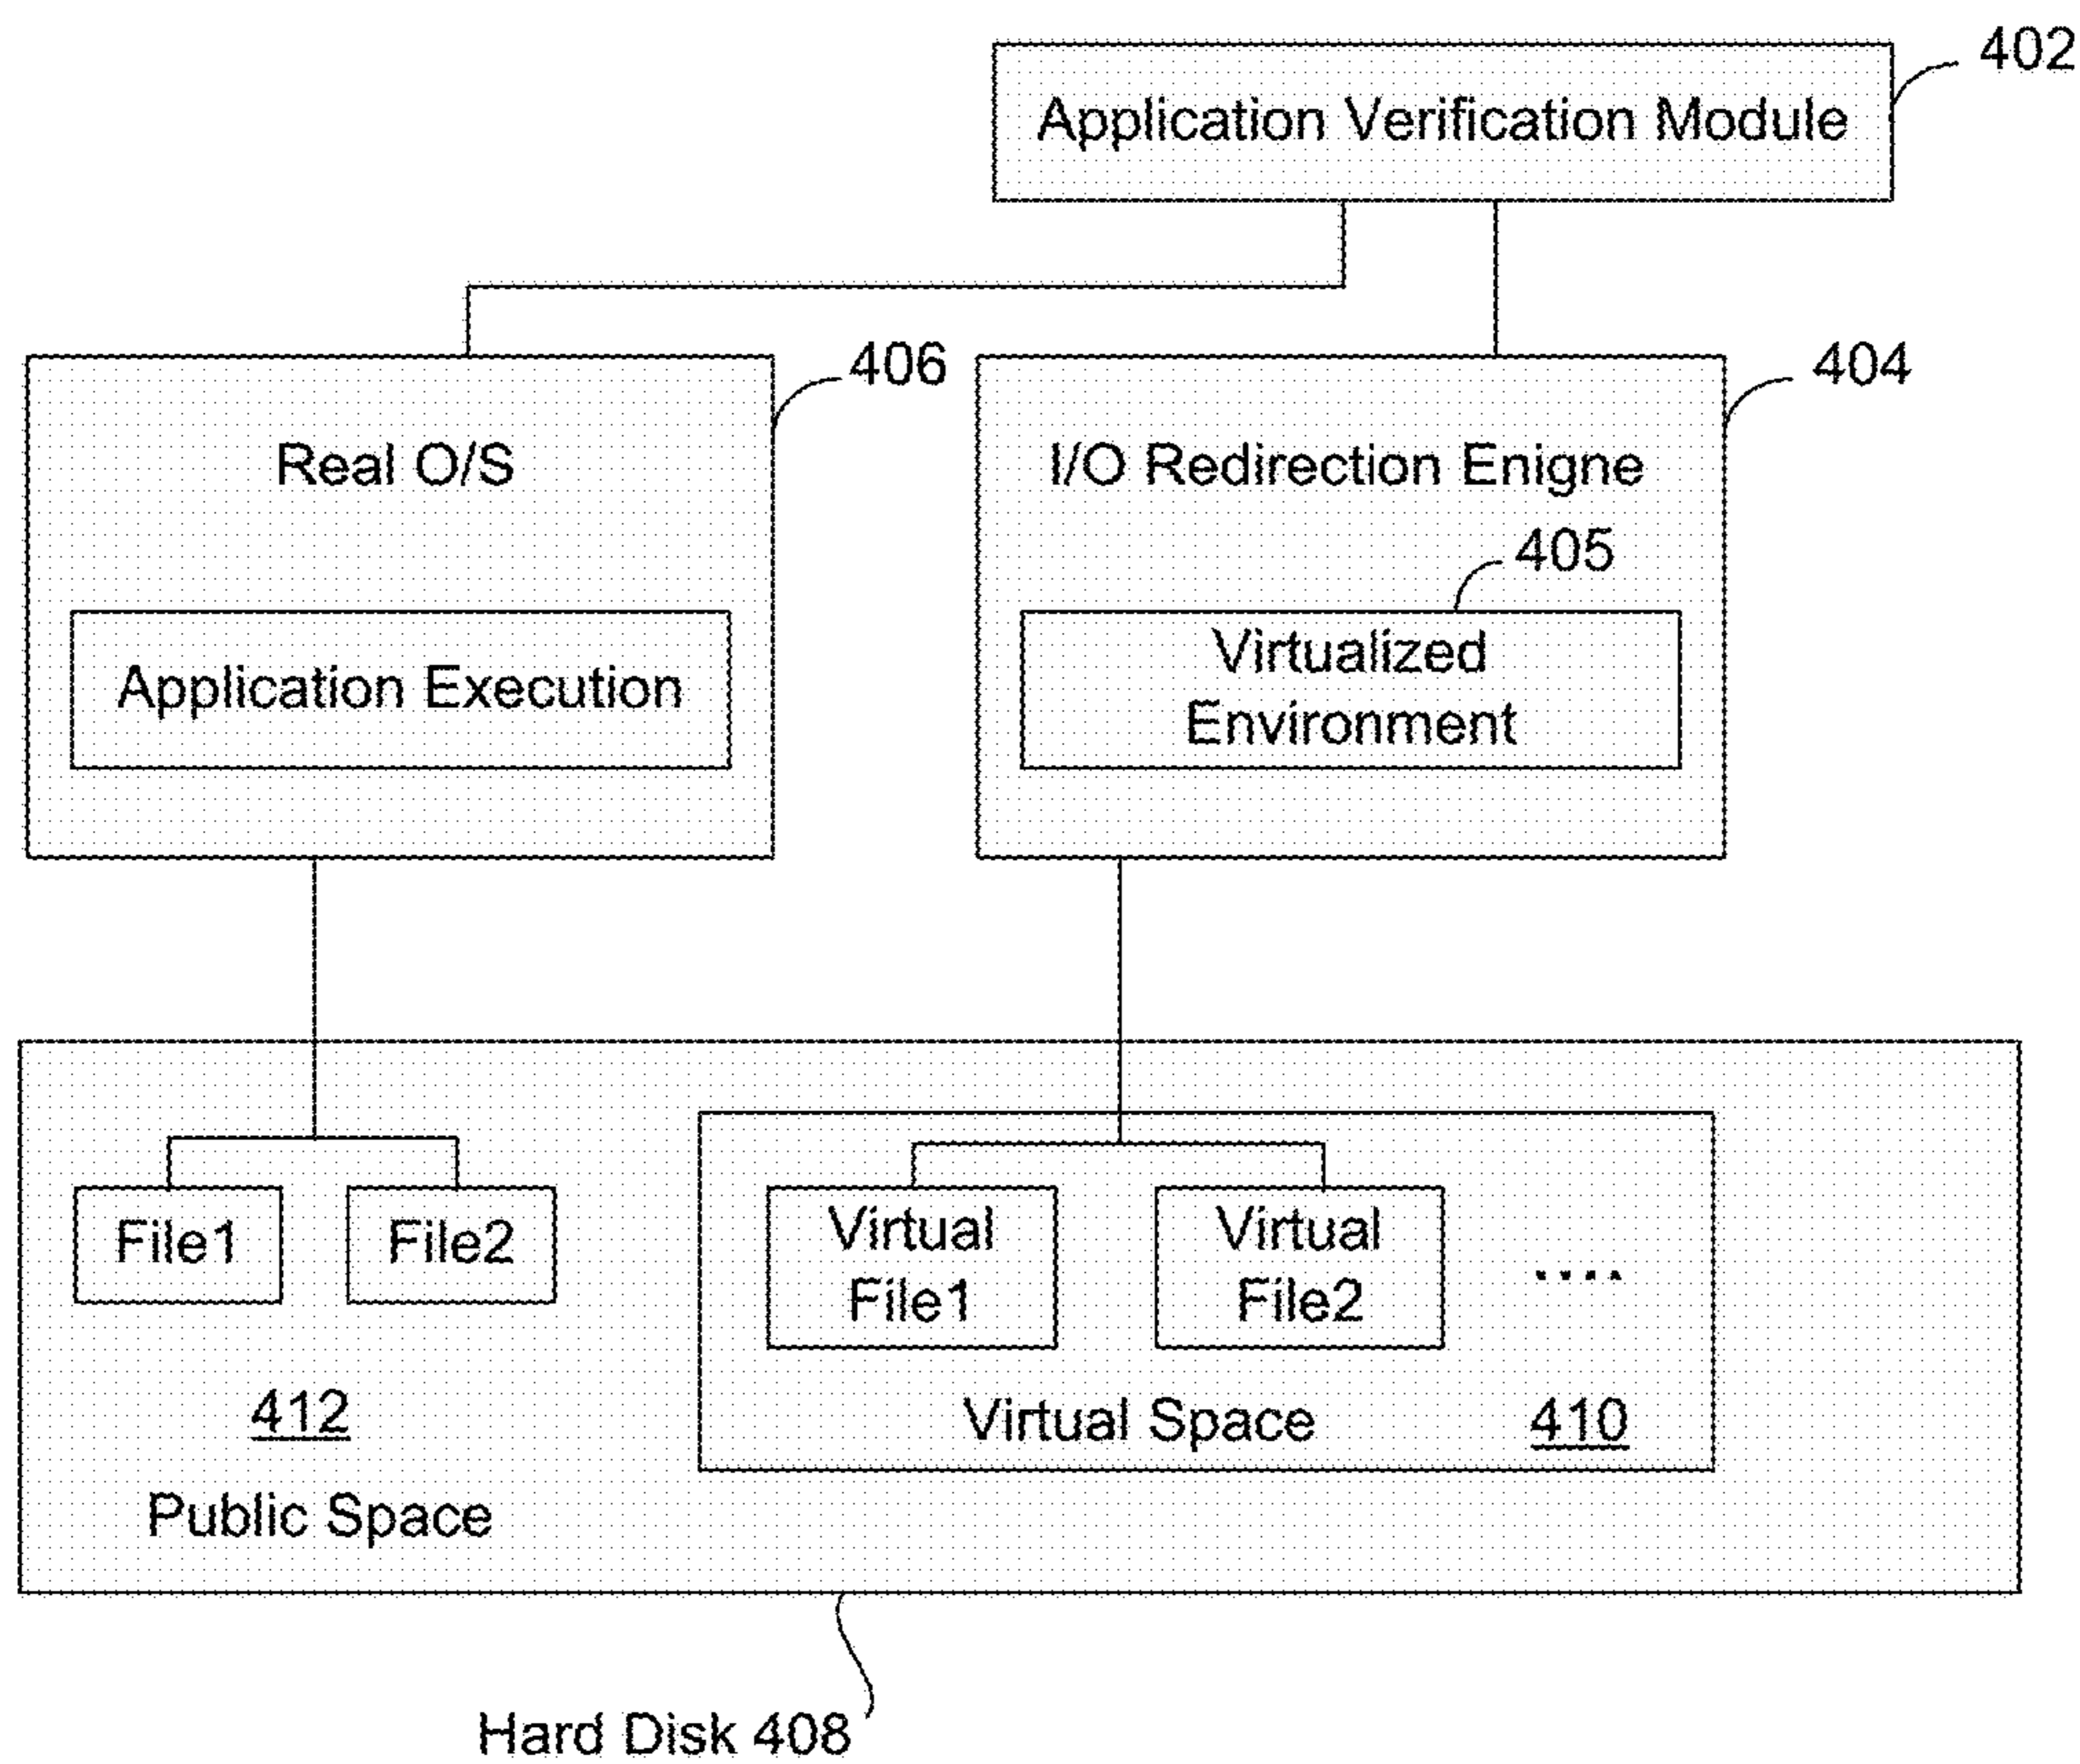 402
Application Verification Module
406
404
Real O/S
I/O Redirection Enigne
405
Application Execution
Virtualized
Environment
File1
File2
Virtual
File1
Virtual
File2
....
412
Virtual Space
410
Public Space
Hard Disk 408